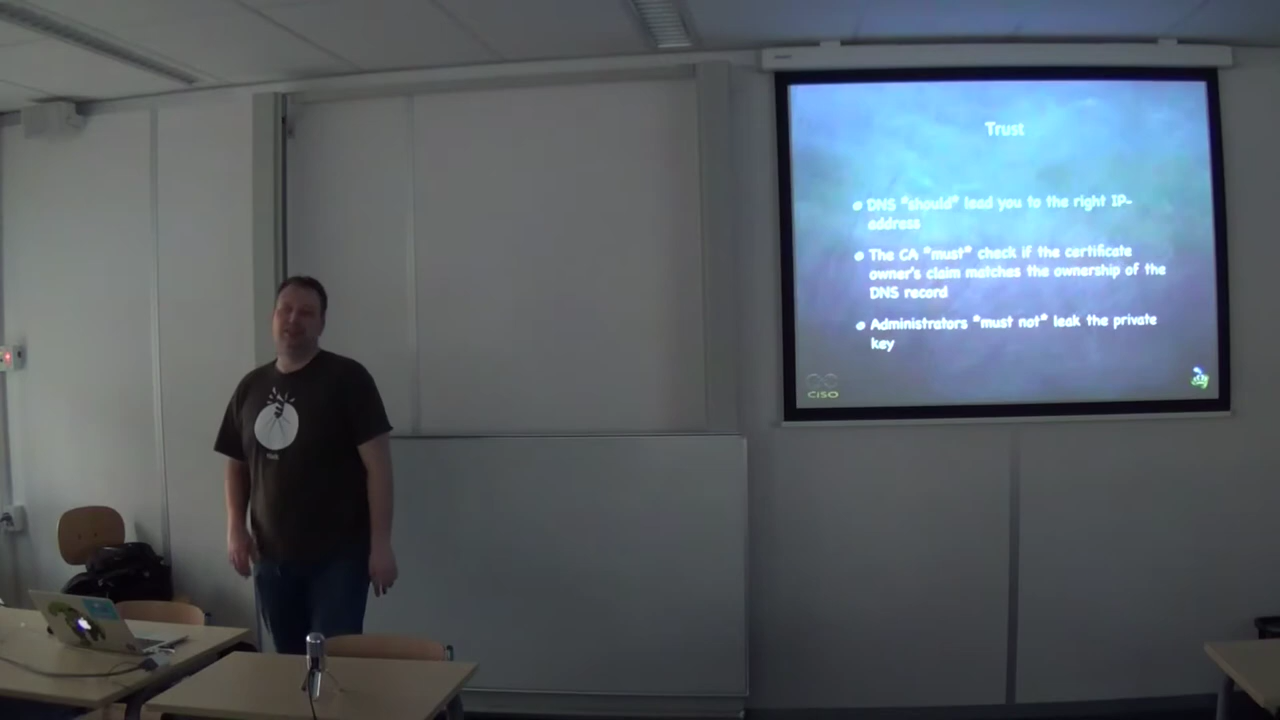 Trust
DNS *should* lead you to the right IP-
address
The CA *must* check if the certificate
owner's claim matches the ownership of the
DNS record
Administrators *must not* leak the private
key
CISO